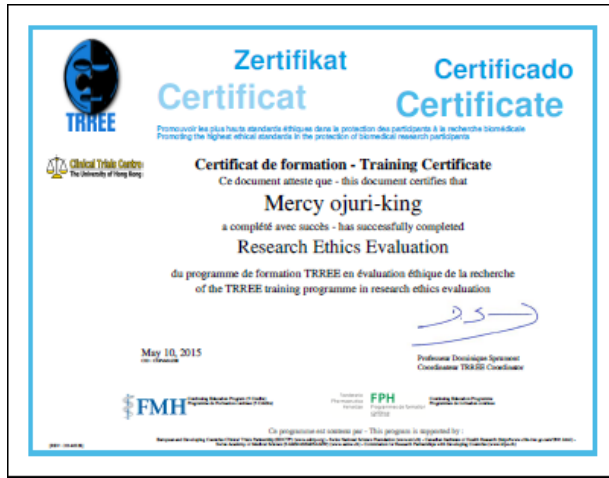 Zertifikat
Certificado
Certificat
Certificate
TRREE
Promouvoir les plus hauts standards éthiques dans la protection des participants à la recherche biomédicale
Promoting the highest ethical standards in the protection of biomedical research participants
Clinical Trials Centre
The University of Hong Kong
Certificat de formation - Training Certificate
Ce document atteste que - this document certifies that
Mercy ojuri-king
a complété avec succès - has successfully completed
Research Ethics Evaluation
du programme de formation TRREE en évaluation éthique de la recherche
of the TRREE training programme in research ethics evaluation
May 10, 2015
Professeur Dominique Sprumont
Coordinateur TRREE Coordinator
FMH
FPH
Programmes de formation
continue
Ce programme est soutenu par - This program is supported by :